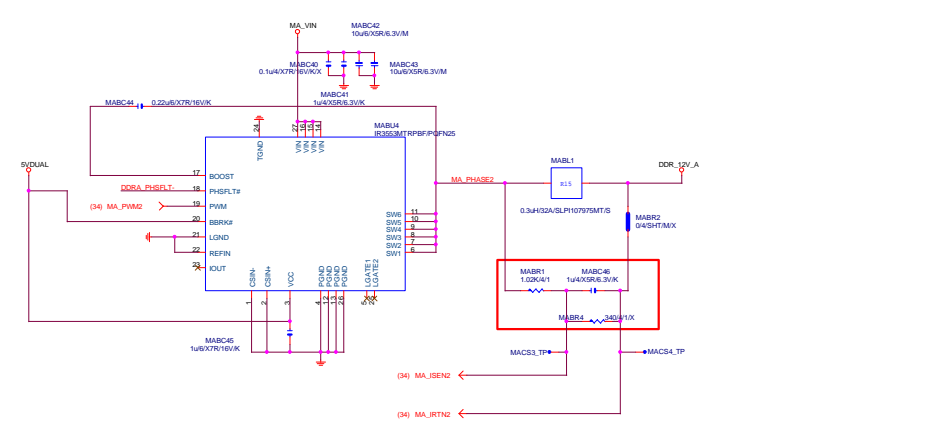 MA_VIN
MABC42
10u/6/X5R/6.3V/M
MABC40
0.1u/4/X7R/16V/K/X
MABC43
10u/6/X5R/6.3V/M
MABC41
1u/4/X5R/6.3V/K
MABC44
0.22u/6/X7R/16V/K
MABU4
IR3553MTRPBF/PQFN25
24
27
16
15
14
TGND
VIN
VIN
VIN
VIN
5VDUAL
MABL1
DDR_12V_A
17
BOOST
DDRA_PHSFLT-
18
PHSFLT#
MA_PHASE2
R15
(34) MA_PWM2
19
PWM
0.3uH/32A/SLPI107975MT/S
20
BBRK#
SW6
11
SW5
10
SW4
9
SW3
8
SW2
7
SW1
6
MABR2
0/4/SHT/M/X
21
LGND
22
REFIN
23
IOUT
CSIN-
CSIN+
VCC
PGND
PGND
PGND
PGND
LGATE1
LGATE2
1
2
3
4
12
13
26
5
25
MABR1
1.02K/4/1
MABC46
1u/4/X5R/6.3V/K
MABR4
340/4/1/X
MABC45
1u/6/X7R/16V/K
MACS3_TP
MACS4_TP
(34) MA_ISEN2
(34) MA_IRTN2